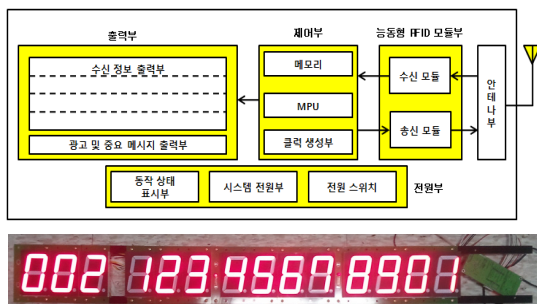 출력부
제어부
능동형 RFID 모듈부
수신 정보 출력부
메모리
수신 모듈
안테나부
MPU
광고 및 중요 메시지 출력부
클럭 생성부
송신 모듈
동작 상태
표시부
시스템 전원부
전원 스위치
전원부
002 123 4567 0901